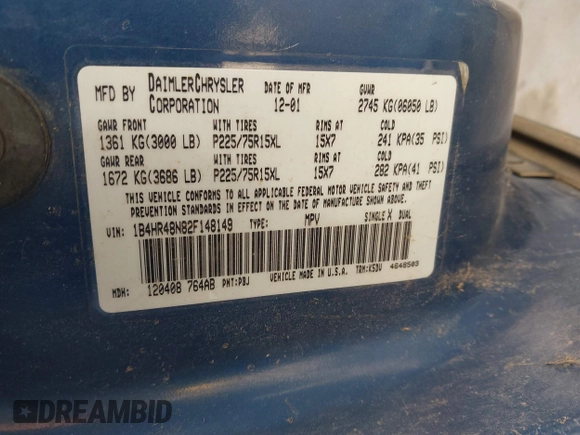 MFD BY DAIMLERCHRYSLER CORPORATION DATE OF MFR 12-01 GVWR 2745 KG(06050 LB)
GAWR FRONT WITH TIRES RIMS AT COLD
1361 KG(3000 LB) P225/75R15XL 15X7 241 KPA(35 PSI)
GAWR REAR WITH TIRES RIMS AT COLD
1672 KG(3686 LB) P225/75R15XL 15X7 282 KPA(41 PSI)
THIS VEHICLE CONFORMS TO ALL APPLICABLE FEDERAL MOTOR VEHICLE SAFETY AND THEFT
PREVENTION STANDARDS IN EFFECT ON THE DATE OF MANUFACTURE SHOWN ABOVE.
VIN: 1B4HR48N82F148149 TYPE: MPV SINGLE X DUAL
MDH: 120408 764AB PNT:PBJ VEHICLE MADE IN U.S.A. TRM:K5DV 4648503
DREAMBID